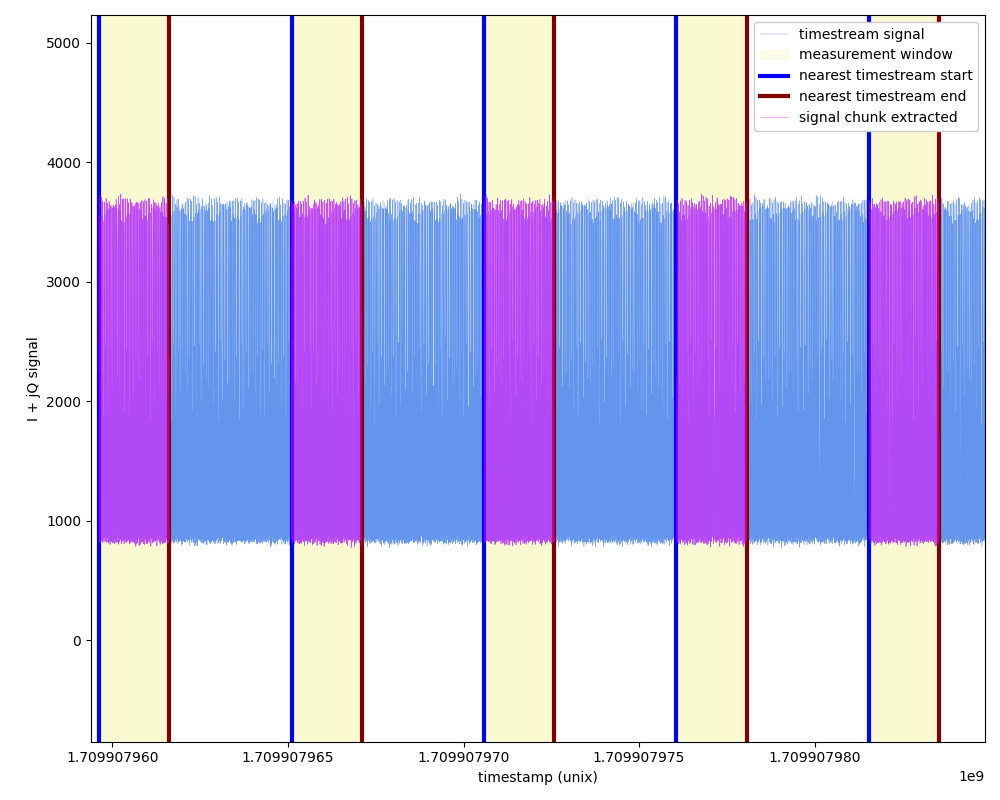 5000
4000
3000
2000
1000
0
I + jQ signal
timestream signal
measurement window
nearest timestream start
nearest timestream end
signal chunk extracted
1.709907960
1.709907965
1.709907970
1.709907975
1.709907980
timestamp (unix)
1e9